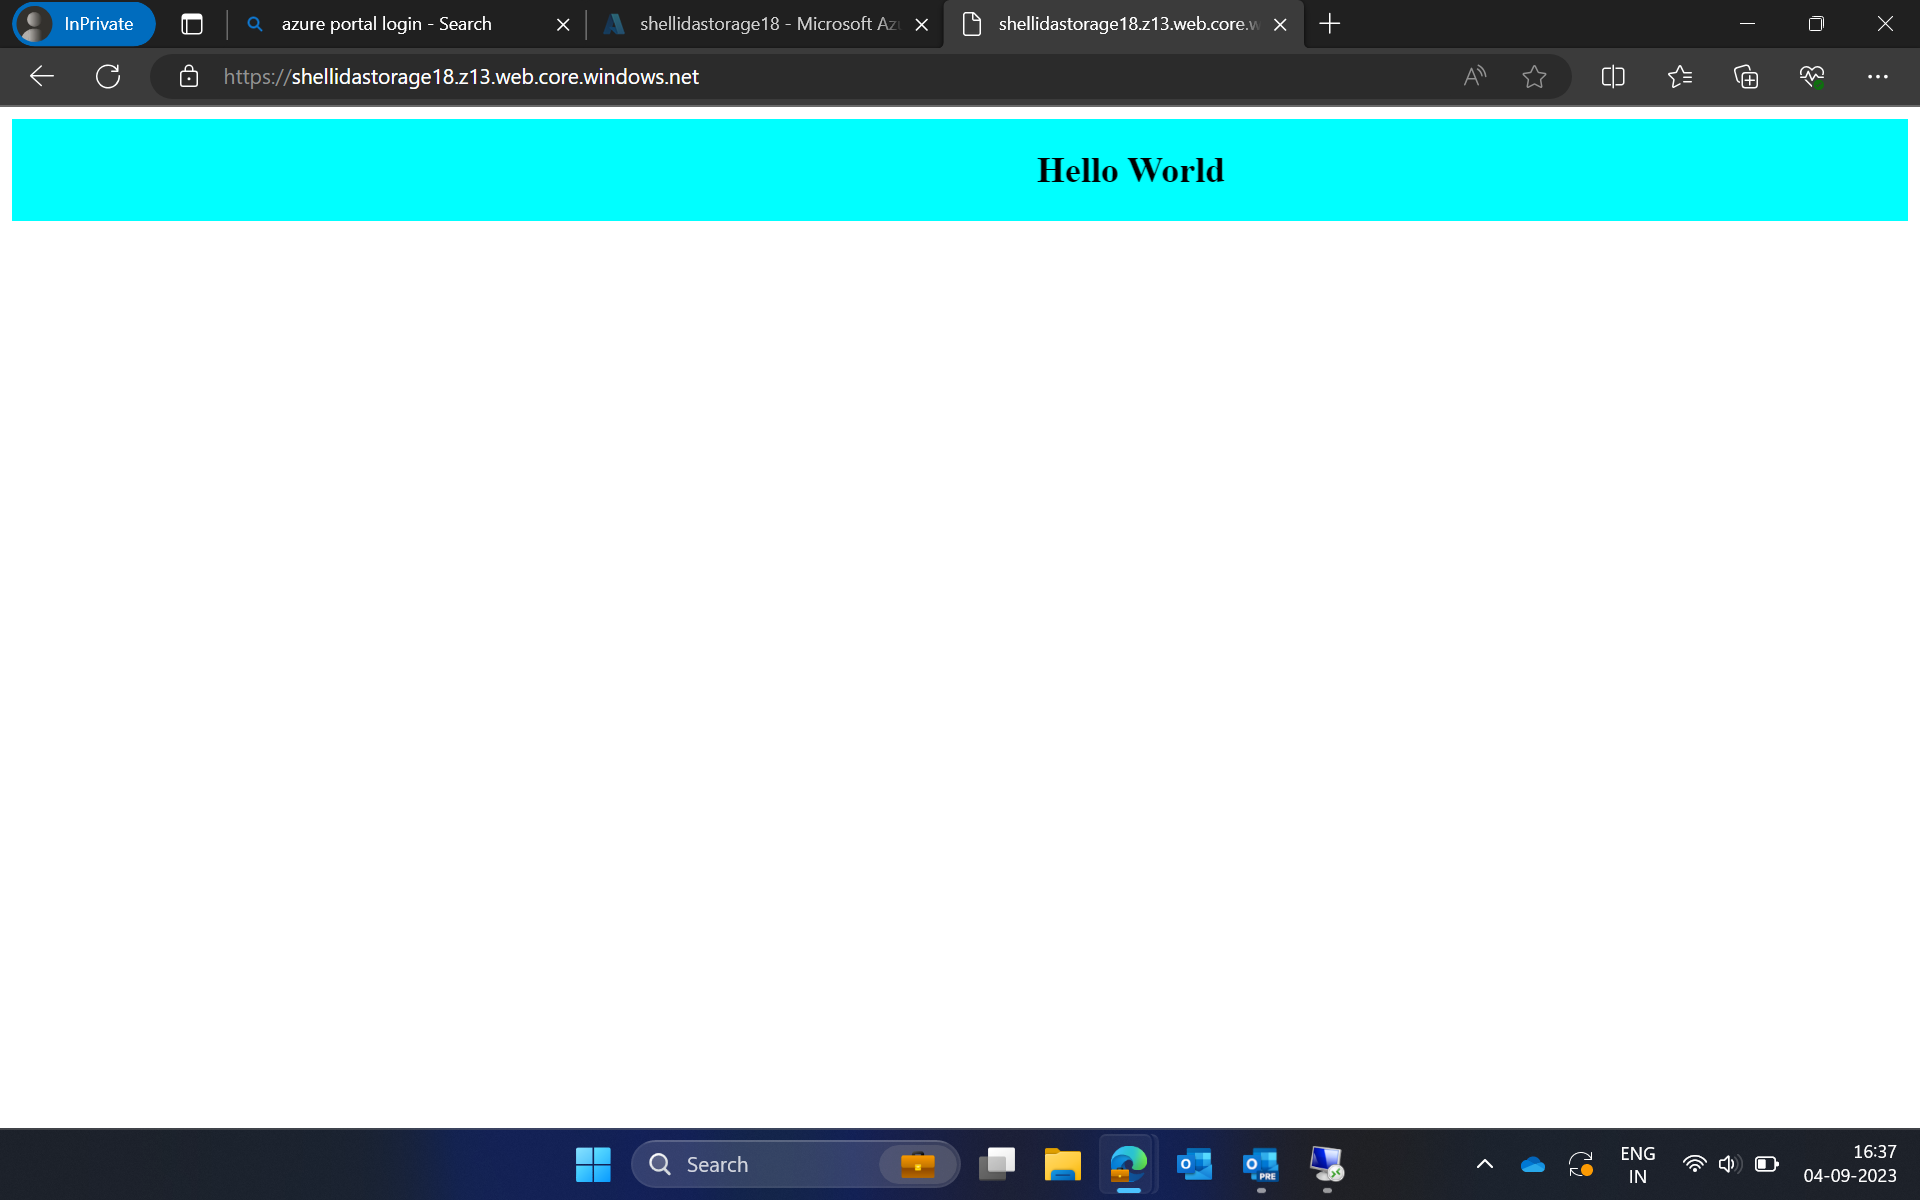 InPrivate
azure portal login - Search
shellidastorage18 - Microsoft Az
shellidastorage18.z13.web.core.w
https://shellidastorage18.z13.web.core.windows.net
Hello World
Search
PRE
ENG
IN
16:37
04-09-2023